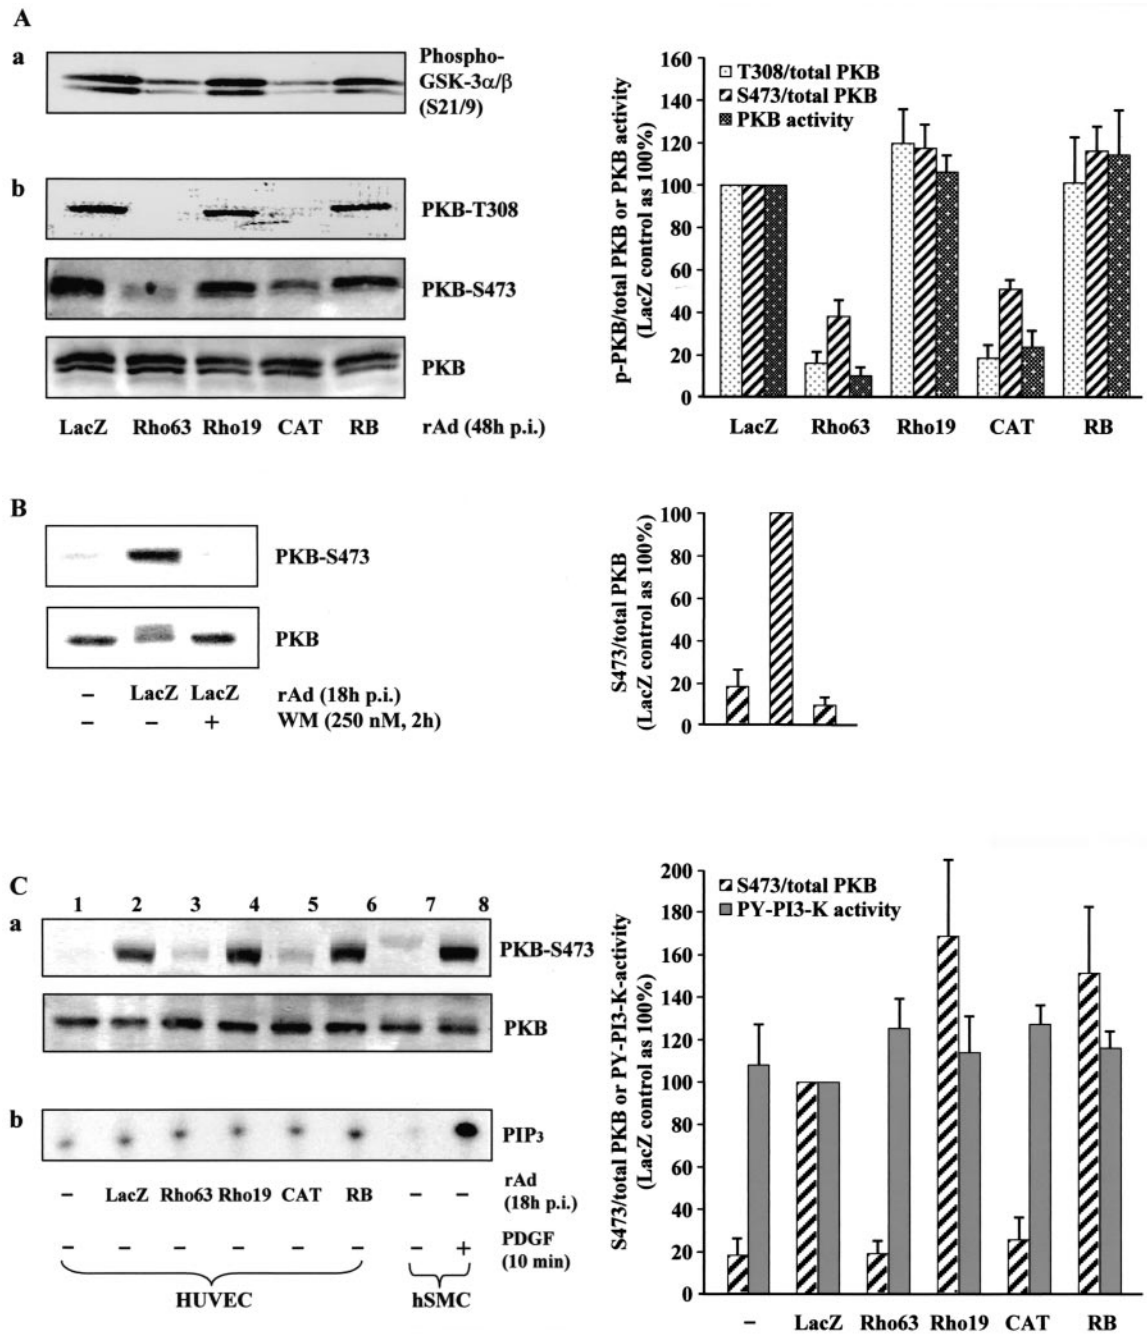 A
a
Phospho-
GSK-3α/β
(S21/9)
b
PKB-T308
PKB-S473
PKB
LacZ Rho63 Rho19 CAT RB rAd (48h p.i.)
p-PKB/total PKB or PKB activity
(LacZ control as 100%)
160
140
120
100
80
60
40
20
0
T308/total PKB
S473/total PKB
PKB activity
LacZ Rho63 Rho19 CAT RB
B
PKB-S473
PKB
– LacZ LacZ rAd (18h p.i.)
– – + WM (250 nM, 2h)
S473/total PKB
(LacZ control as 100%)
100
80
60
40
20
0
C
1 2 3 4 5 6 7 8
a
PKB-S473
PKB
b
PIP3
– LacZ Rho63 Rho19 CAT RB – – rAd
(18h p.i.)
– – – – – – – + PDGF
(10 min)
HUVEC hSMC
S473/total PKB or PY-PI3-K-activity
(LacZ control as 100%)
200
180
160
140
120
100
80
60
40
20
0
S473/total PKB
PY-PI3-K activity
– LacZ Rho63 Rho19 CAT RB